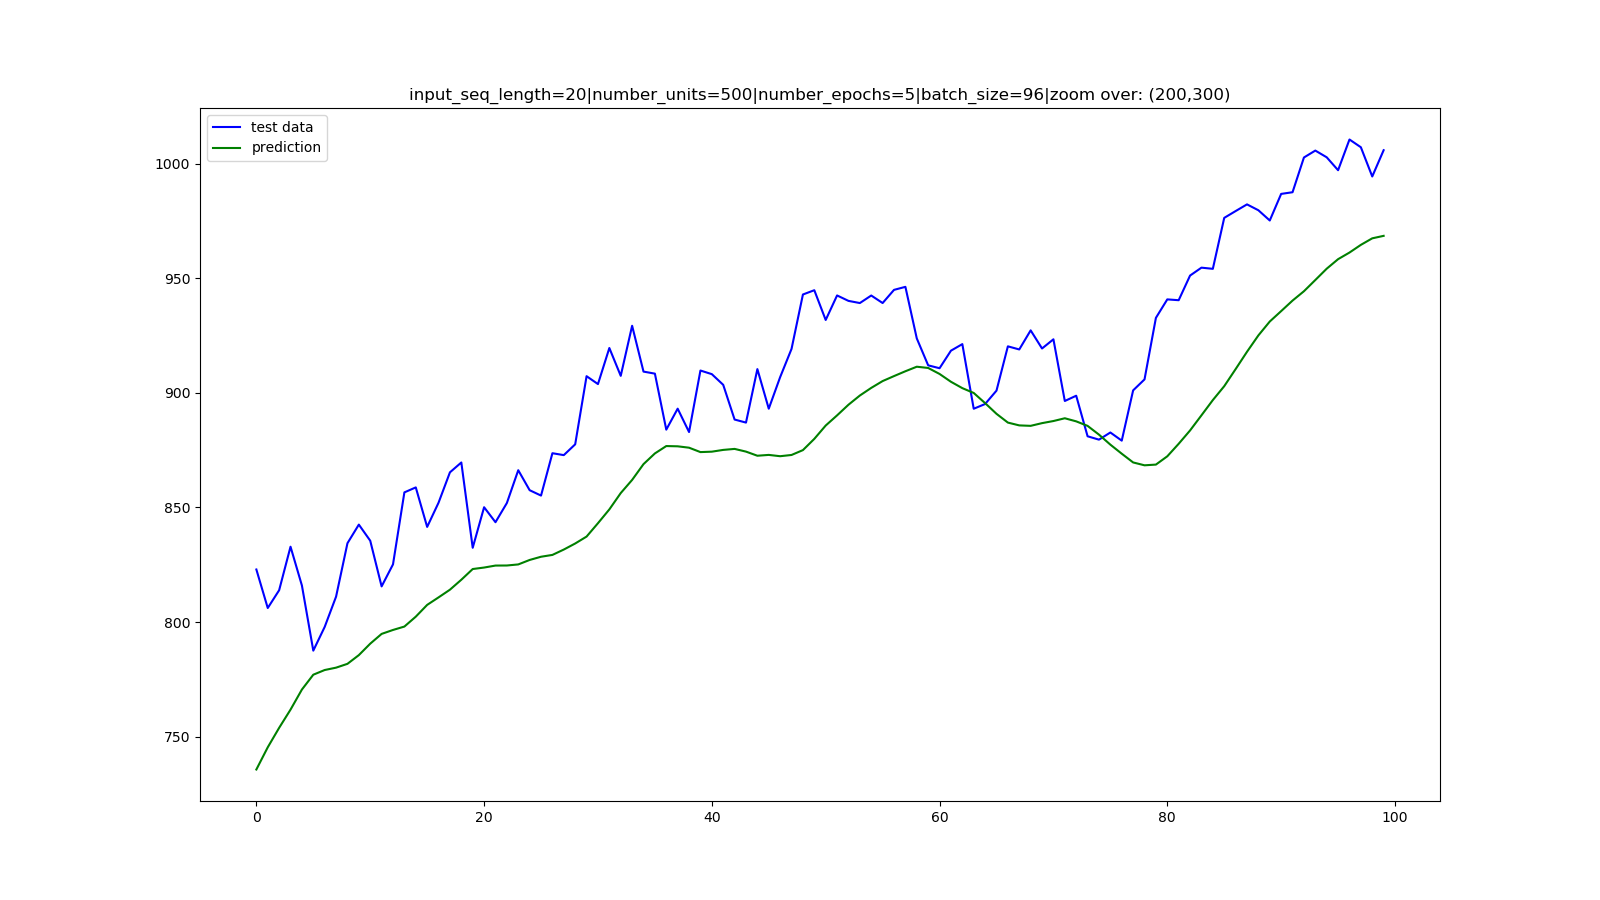 input_seq_length=20|number_units=500|number_epochs=5|batch_size=96|zoom over: (200,300)
test data
prediction
1000
950
900
850
800
750
0 20 40 60 80 100